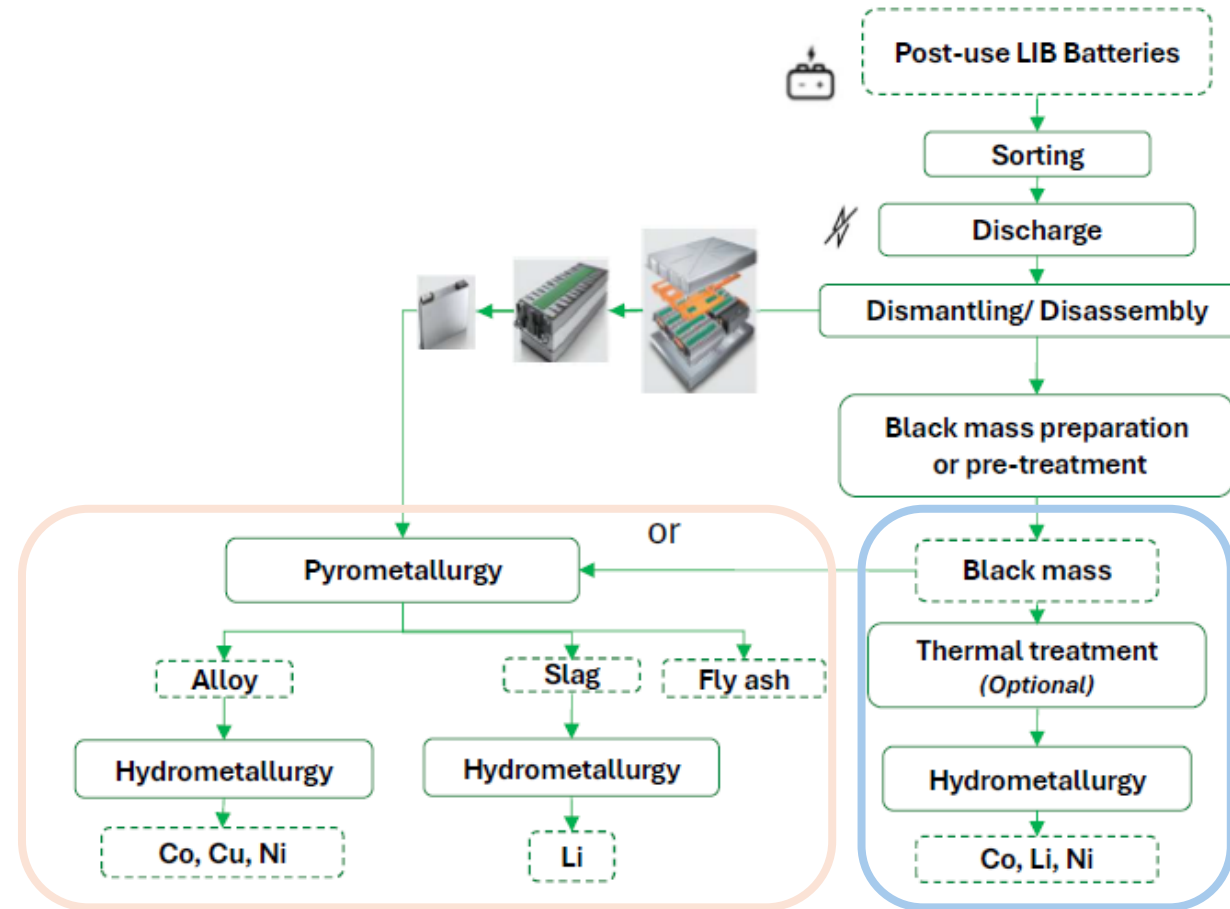 Post-use LIB Batteries
Sorting
Discharge
Dismantling/ Disassembly
Black mass preparation
or pre-treatment
or
Pyrometallurgy
Black mass
Thermal treatment
(Optional)
Alloy
Slag
Fly ash
Hydrometallurgy
Hydrometallurgy
Hydrometallurgy
Co, Cu, Ni
Li
Co, Li, Ni